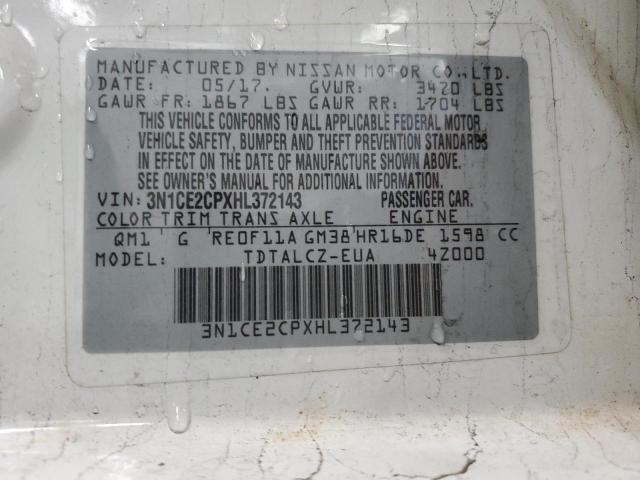 MANUFACTURED BY NISSAN MOTOR CO.,LTD.
DATE: 05/17. GVWR: 3470 LBS
GAWR FR: 1867 LBS GAWR RR: 1704 LBS
THIS VEHICLE CONFORMS TO ALL APPLICABLE FEDERAL MOTOR
VEHICLE SAFETY, BUMPER AND THEFT PREVENTION STANDARDS
IN EFFECT ON THE DATE OF MANUFACTURE SHOWN ABOVE.
SEE OWNER'S MANUAL FOR ADDITIONAL INFORMATION.
VIN: 3N1CE2CPXHL372143 PASSENGER CAR.
COLOR TRIM TRANS AXLE ENGINE
QM1 G RE0F11A GM38 HR16DE 1598 CC
TDTALCZ-EUA 4Z000
3N1CE2CPXHL372143